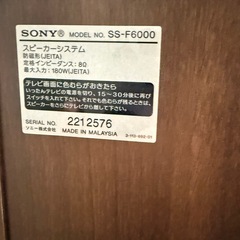 SONY® MODEL NO. SS-F6000
スピーカーシステム
防磁形(JEITA)
定格インピーダンス: 8Ω
最大入力: 180W(JEITA)
テレビ画面に色むらがおきたら
いったんテレビの電源を切り、15〜30分後に再び
スイッチを入れて下さい。それでも色むらが残るときは、
スピーカーをさらにテレビから離してください。
SERIAL NO. 2212576
ソニー株式会社 MADE IN MALAYSIA